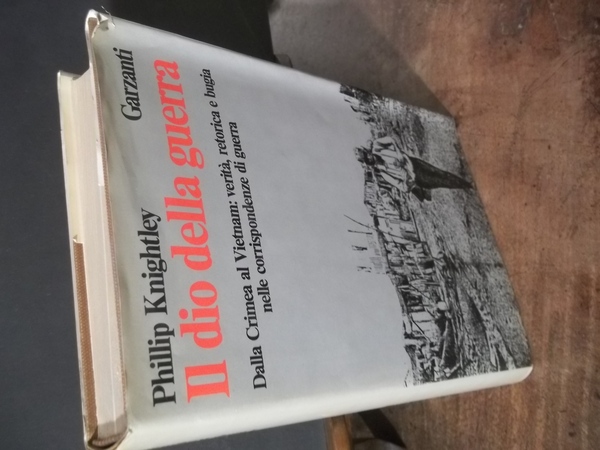 Phillip Knightley
Il dio della guerra
Garzanti
Dalla Crimea al Vietnam: verità, retorica e bugia
nelle corrispondenze di guerra